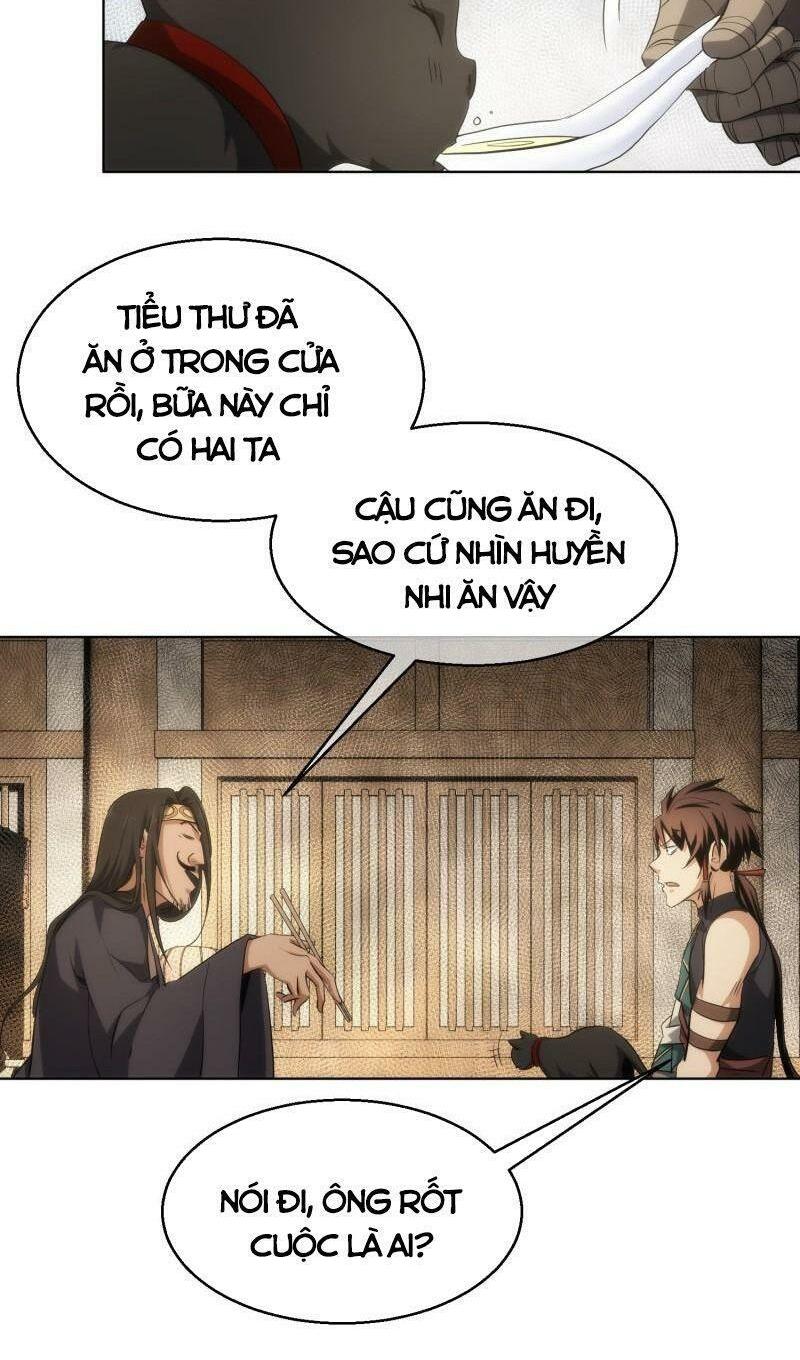 TIỂU THƯ ĐÃ
ĂN Ở TRONG CỬA
RỒI, BỮA NÀY CHỈ
CÓ HAI TA
CẬU CŨNG ĂN ĐI,
SAO CỨ NHÌN HUYỀN
NHI ĂN VẬY
NÓI ĐI, ÔNG RỐT
CUỘC LÀ AI?